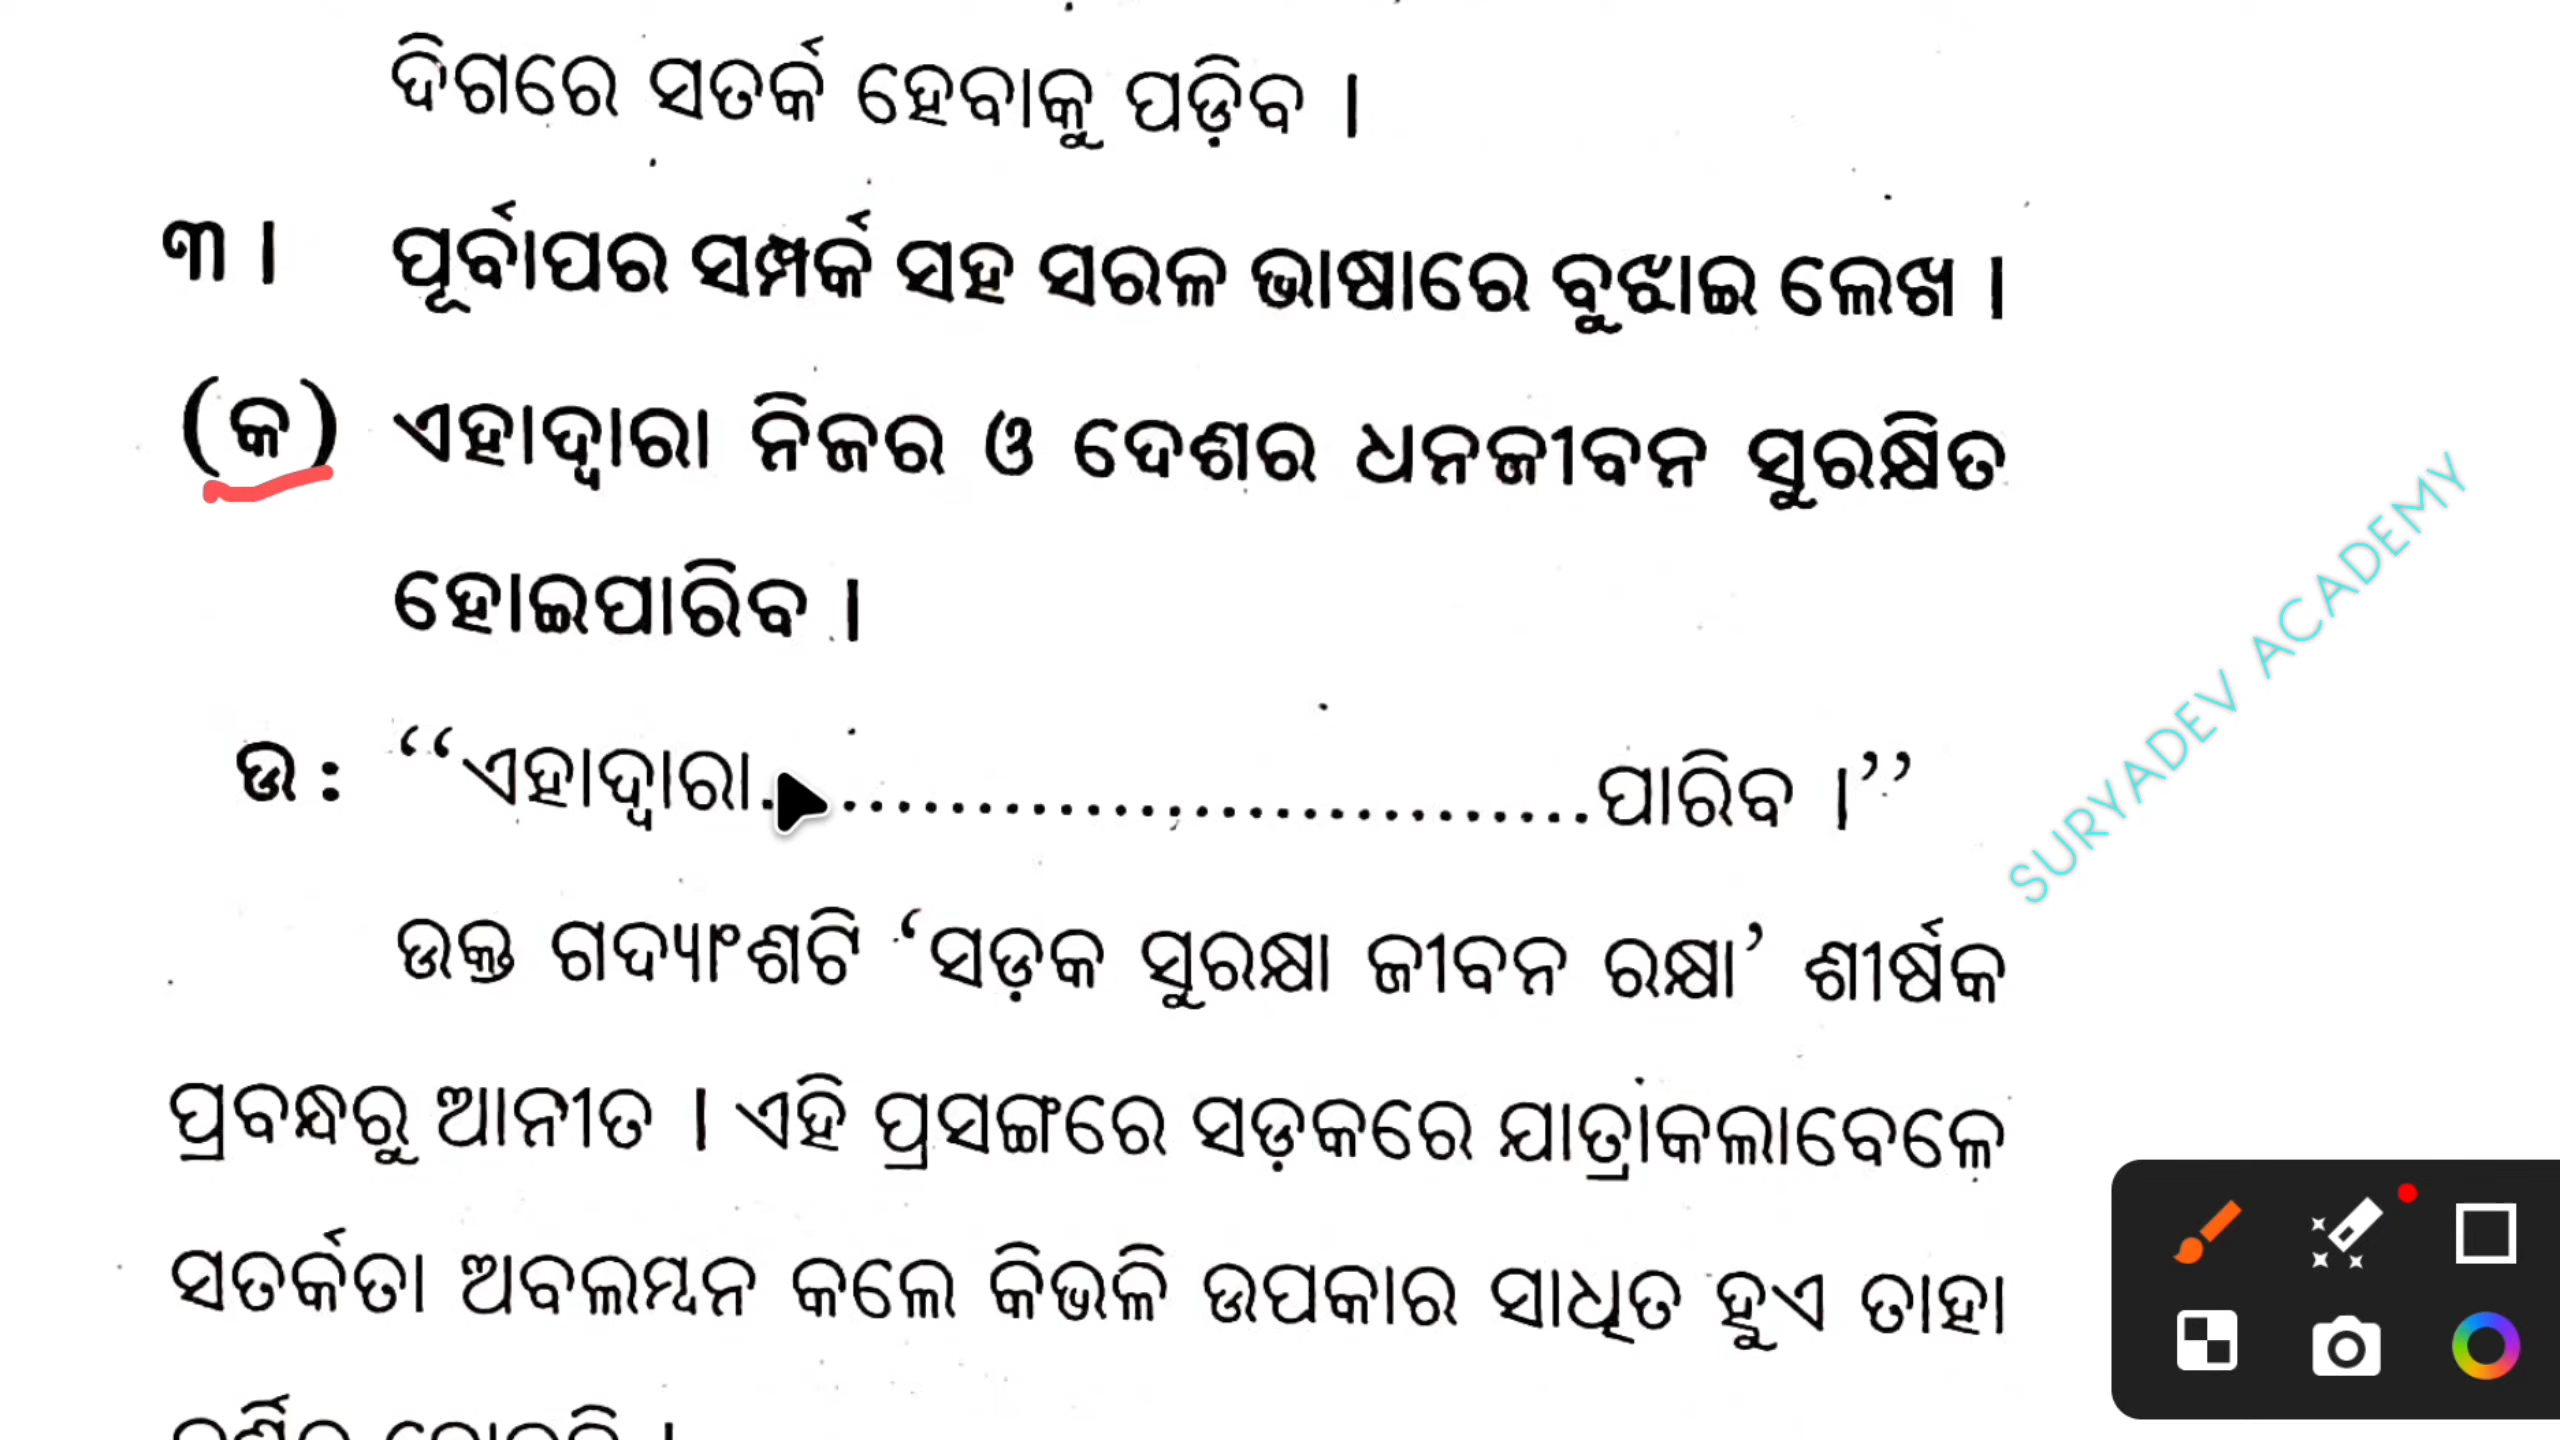 ଦିଗରେ ସତର୍କ ହେବାକୁ ପଡ଼ିବ ।
୩ । ପୂର୍ବାପର ସମ୍ପର୍କ ସହ ସରଳ ଭାଷାରେ ବୁଝାଇ ଲେଖ ।
(କ) ଏହାଦ୍ୱାରା ନିଜର ଓ ଦେଶର ଧନଜୀବନ ସୁରକ୍ଷିତ
ହୋଇପାରିବ ।
ଉ : “ଏହାଦ୍ୱାରା..............................ପାରିବ ।”
ଉକ୍ତ ଗଦ୍ୟାଂଶଟି ‘ସଡ଼କ ସୁରକ୍ଷା ଜୀବନ ରକ୍ଷା’ ଶୀର୍ଷକ
ପ୍ରବନ୍ଧରୁ ଆନୀତ । ଏହି ପ୍ରସଙ୍ଗରେ ସଡ଼କରେ ଯାତ୍ରାକଲାବେଳେ
ସତର୍କତା ଅବଲମ୍ବନ କଲେ କିଭଳି ଉପକାର ସାଧିତ ହୁଏ ତାହା
SURYADEV ACADEMY